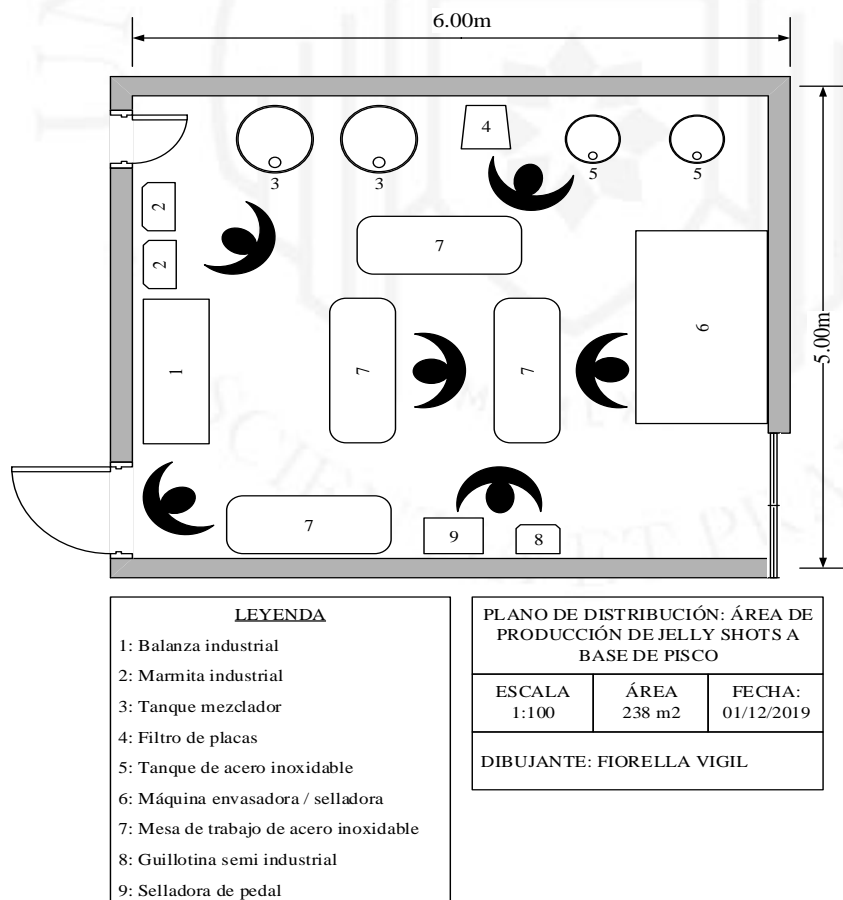 6.00m
4
3
3
5
5
2
7
2
6
5.00m
1
7
7
7
9
8
LEYENDA
1: Balanza industrial
2: Marmita industrial
3: Tanque mezclador
4: Filtro de placas
5: Tanque de acero inoxidable
6: Máquina envasadora / selladora
7: Mesa de trabajo de acero inoxidable
8: Guillotina semi industrial
9: Selladora de pedal
PLANO DE DISTRIBUCIÓN: ÁREA DE
PRODUCCIÓN DE JELLY SHOTS A
BASE DE PISCO
ESCALA
1:100
ÁREA
238 m2
FECHA:
01/12/2019
DIBUJANTE: FIORELLA VIGIL